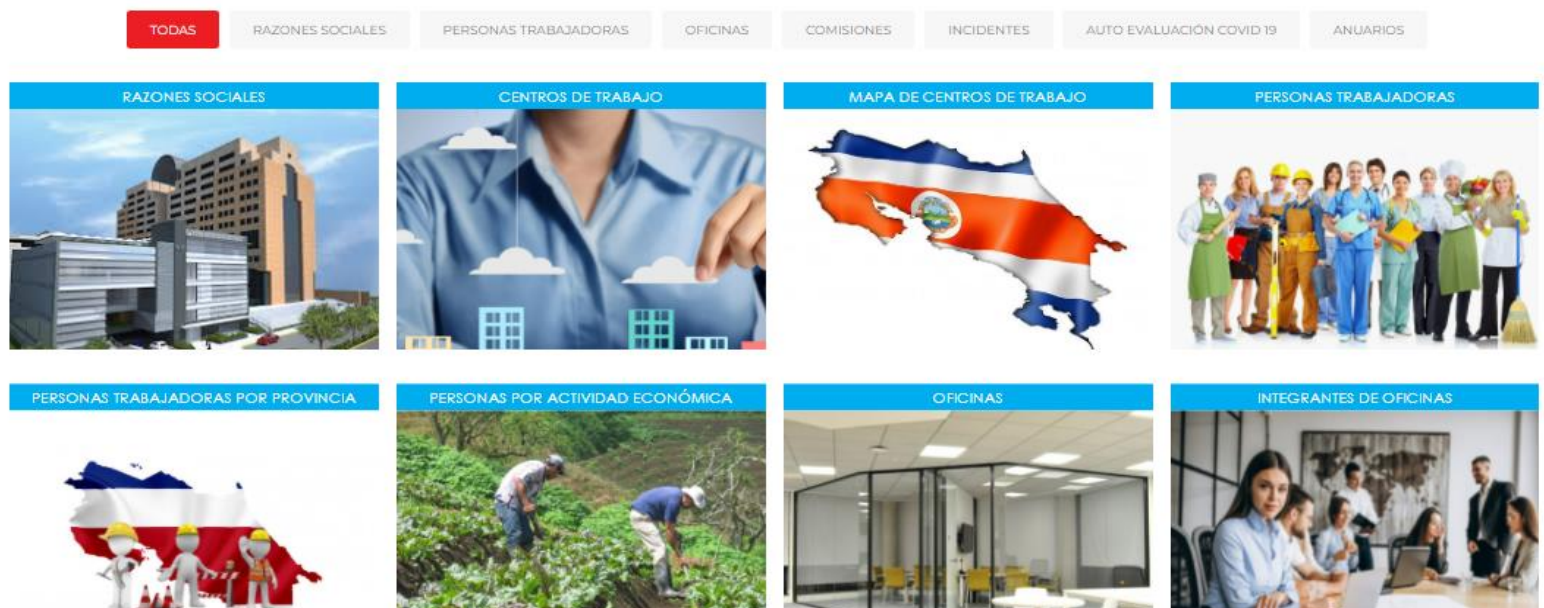 TODAS
RAZONES SOCIALES
PERSONAS TRABAJADORAS
OFICINAS
COMISIONES
INCIDENTES
AUTO EVALUACIÓN COVID 19
ANUARIOS
RAZONES SOCIALES
CENTROS DE TRABAJO
MAPA DE CENTROS DE TRABAJO
PERSONAS TRABAJADORAS
PERSONAS TRABAJADORAS POR PROVINCIA
PERSONAS POR ACTIVIDAD ECONÓMICA
OFICINAS
INTEGRANTES DE OFICINAS